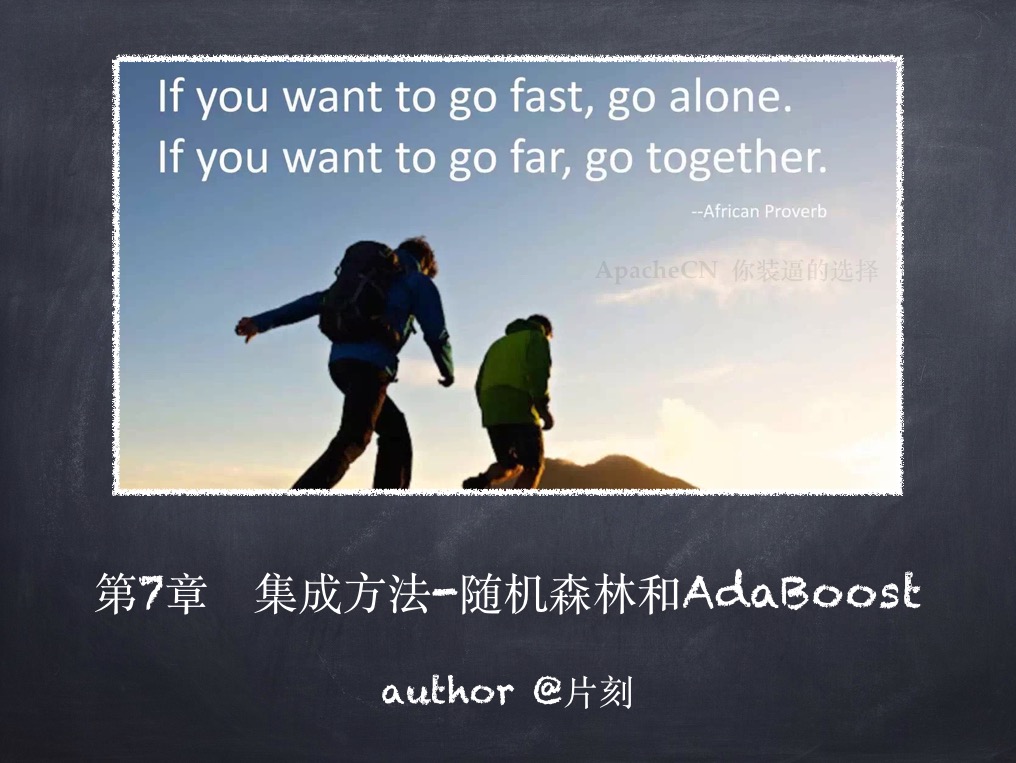 If you want to go fast, go alone.
If you want to go far, go together.
--African Proverb
ApacheCN 你装逼的选择
第7章 集成方法-随机森林和AdaBoost
author @片刻